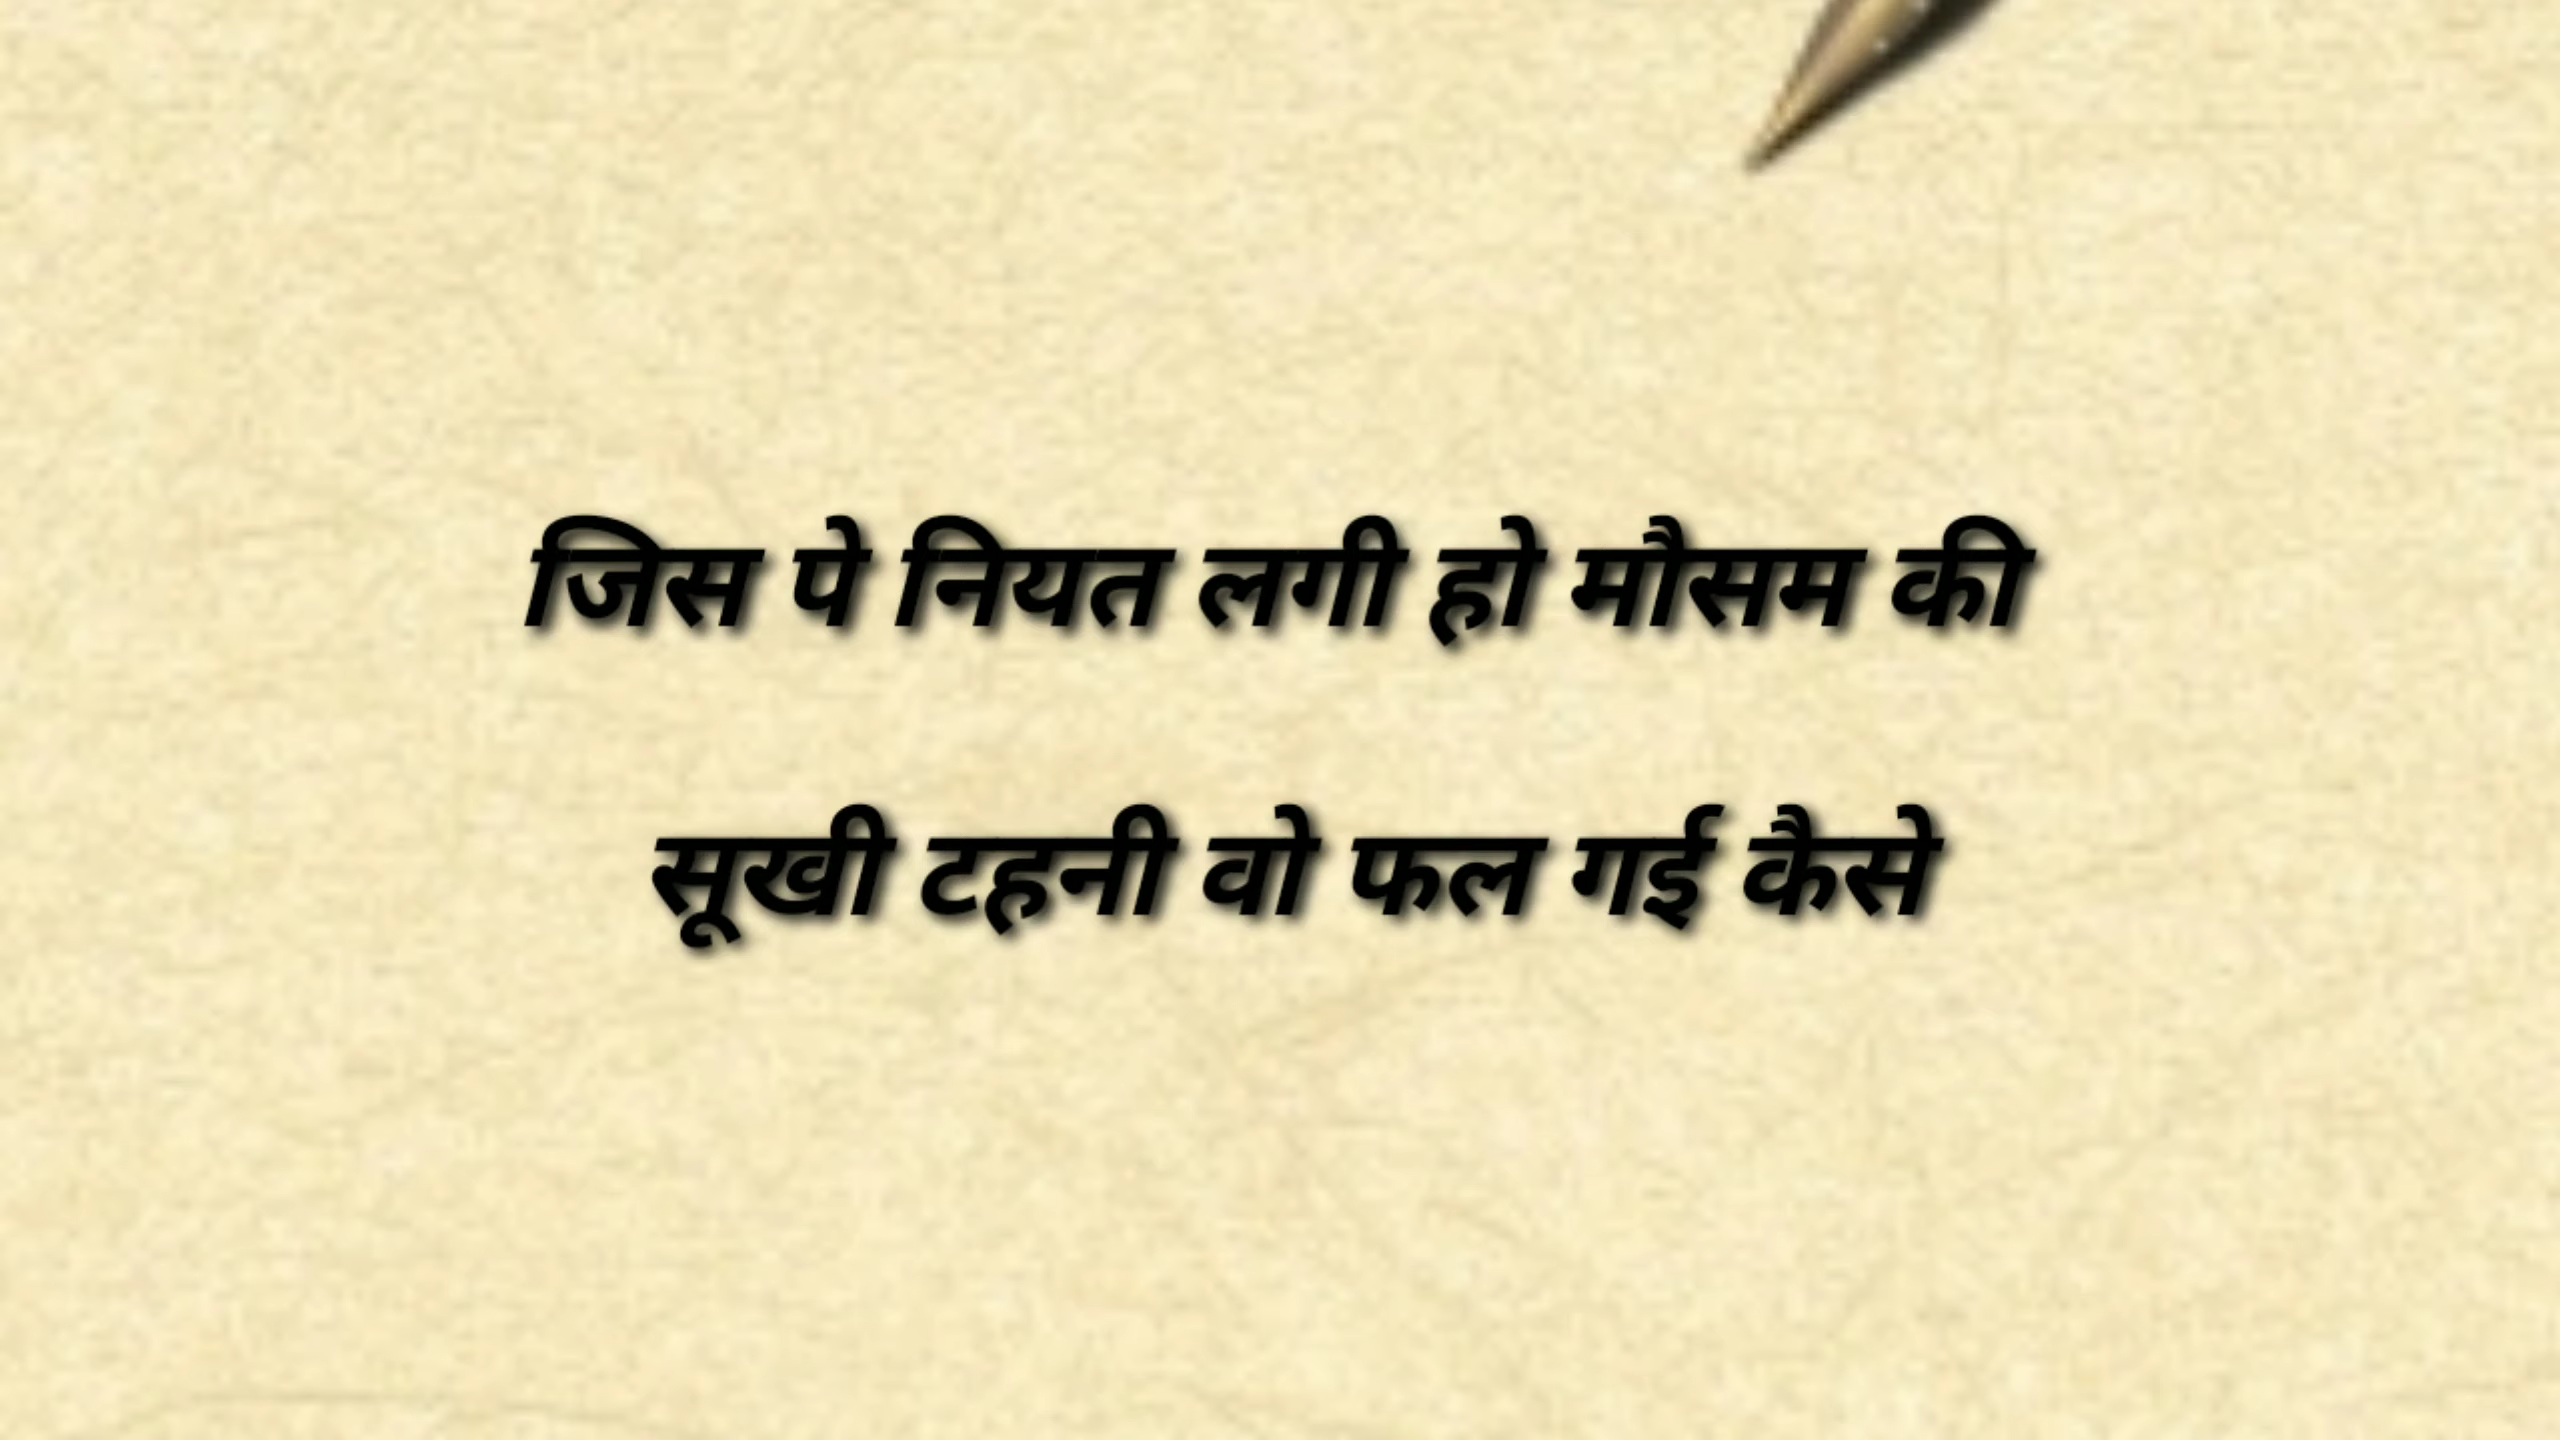 जिस पे नियत लगी हो मौसम की
सूखी टहनी वो फल गई कैसे